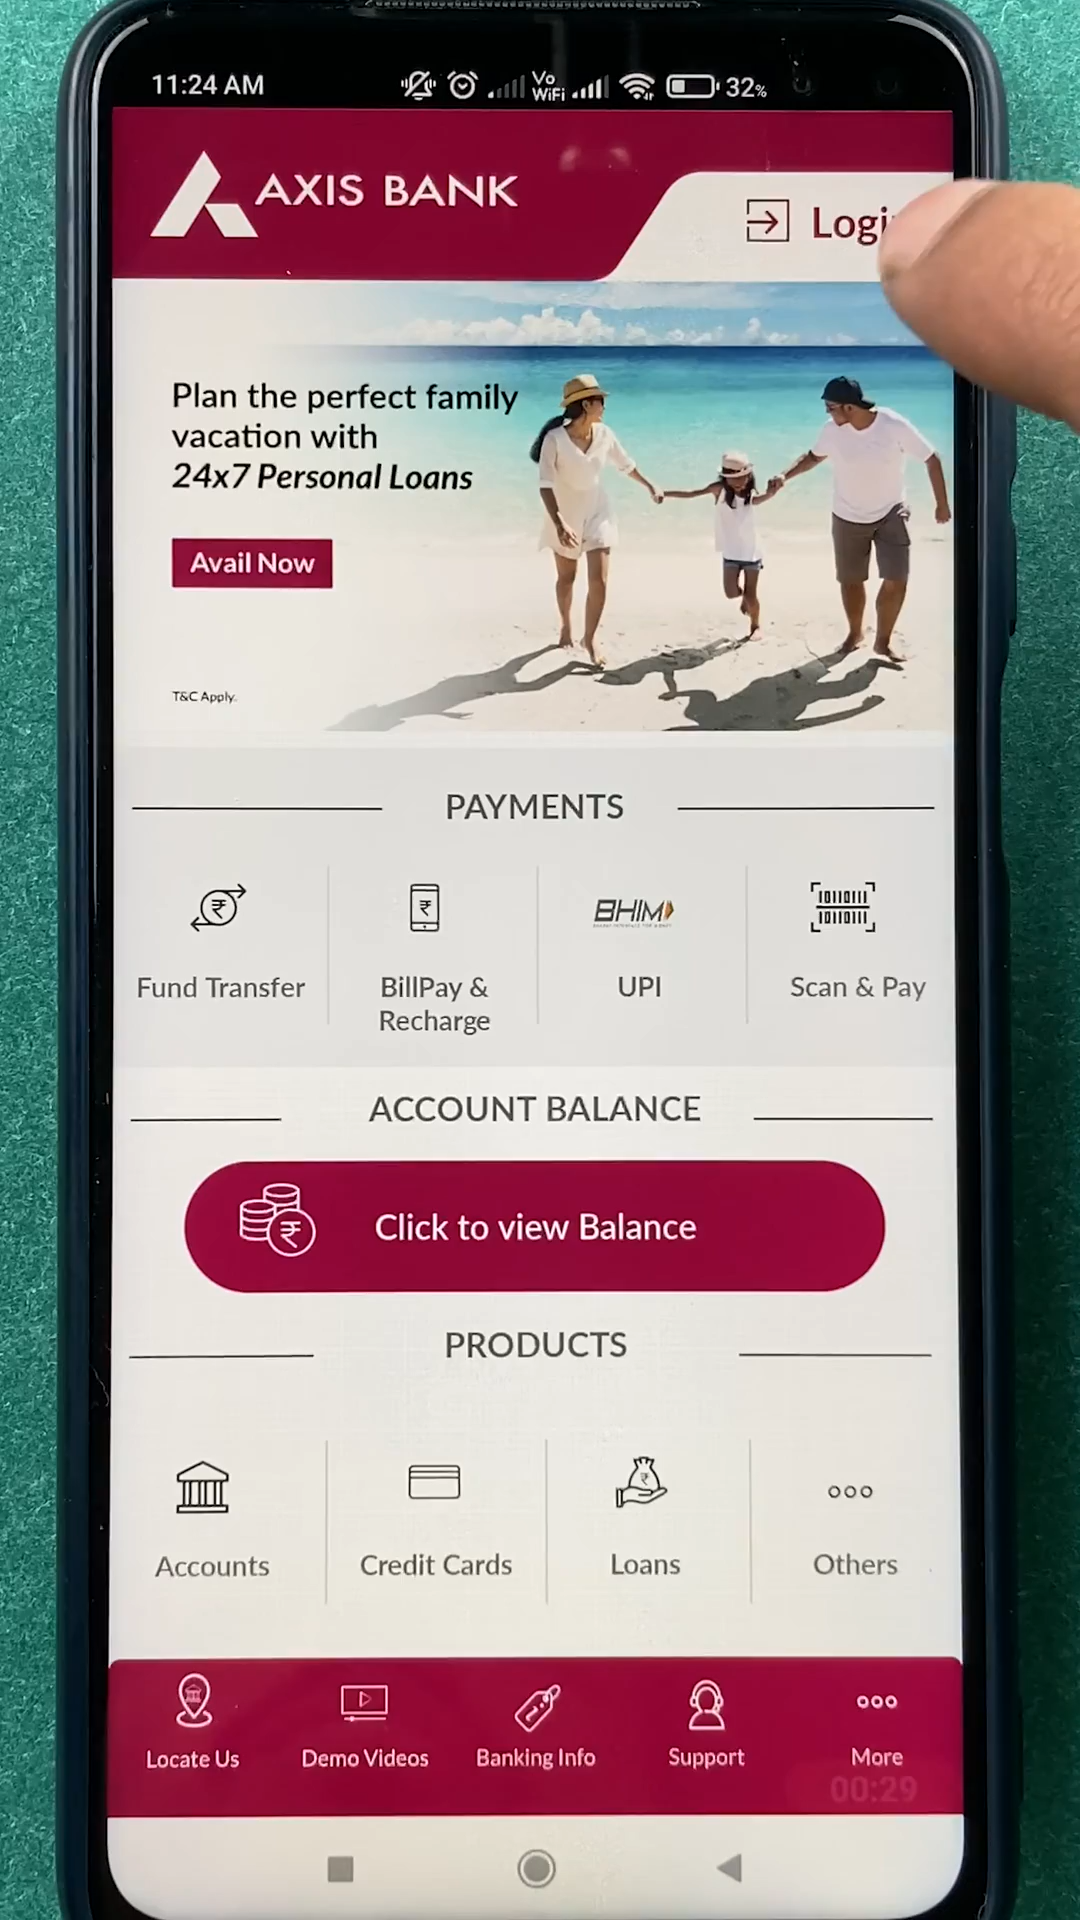 11:24 AM
Vo
WiFi
32%
AXIS BANK
Login
Plan the perfect family
vacation with
24x7 Personal Loans
Avail Now
T&C Apply.
PAYMENTS
Fund Transfer
BillPay &
Recharge
BHIM
UPI
Scan & Pay
ACCOUNT BALANCE
Click to view Balance
PRODUCTS
Accounts
Credit Cards
Loans
Others
Locate Us
Demo Videos
Banking Info
Support
More
00:29